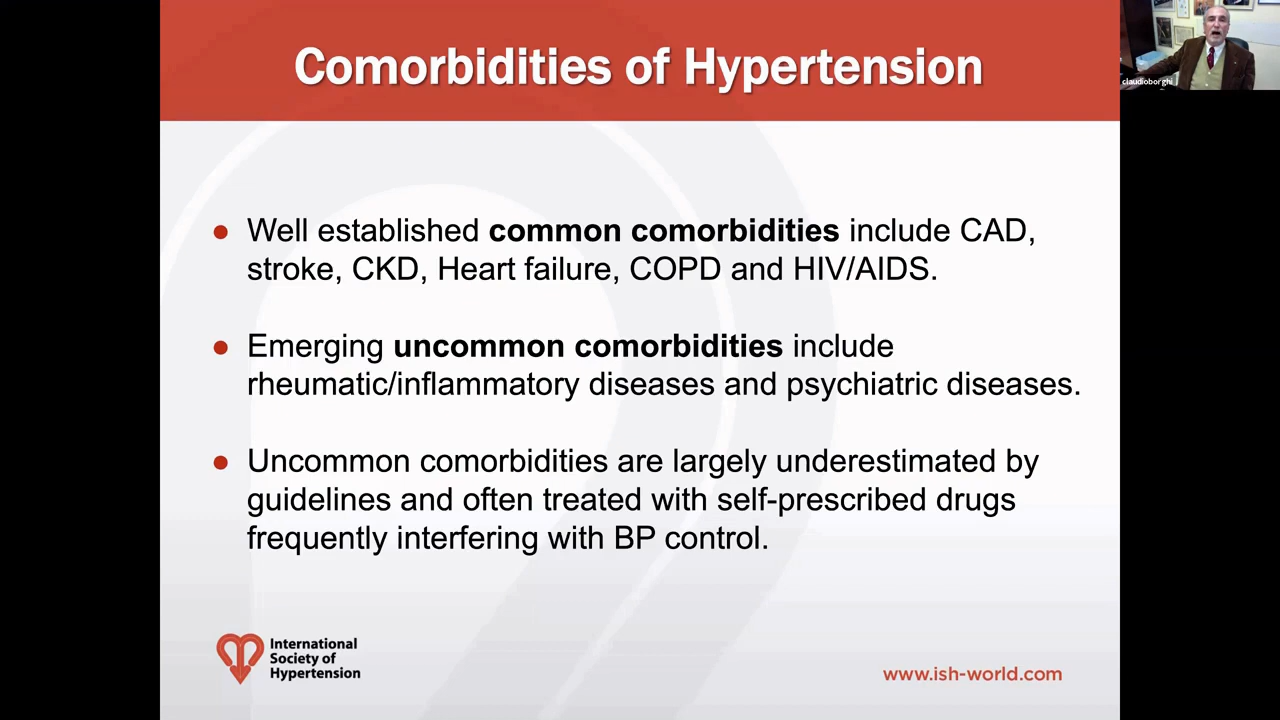 Comorbidities of Hypertension
claudioborghi
● Well established common comorbidities include CAD,
stroke, CKD, Heart failure, COPD and HIV/AIDS.
● Emerging uncommon comorbidities include
rheumatic/inflammatory diseases and psychiatric diseases.
● Uncommon comorbidities are largely underestimated by
guidelines and often treated with self-prescribed drugs
frequently interfering with BP control.
International
Society of
Hypertension
www.ish-world.com